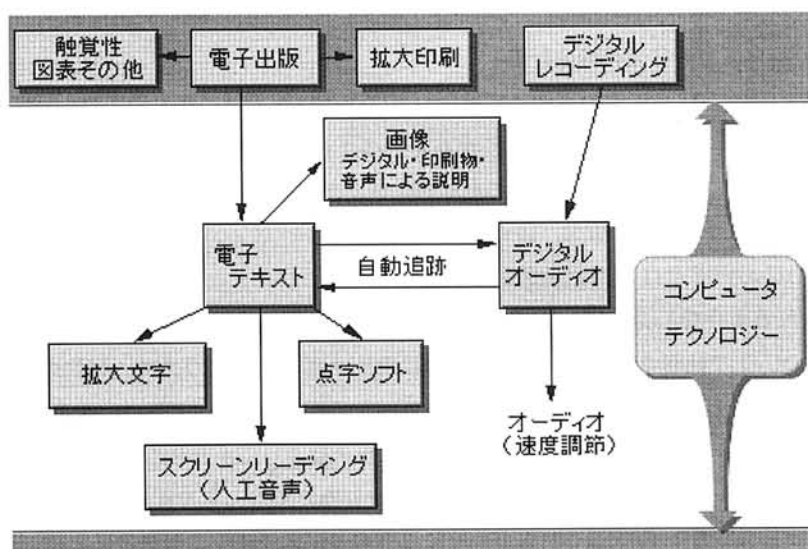 触覚性
図表その他
電子出版
拡大印刷
デジタル
レコーディング
画像
デジタル・印刷物・
音声による説明
電子
テキスト
自動追跡
デジタル
オーディオ
コンピュータ
テクノロジー
拡大文字
点字ソフト
オーディオ
(速度調節)
スクリーンリーディング
(人工音声)